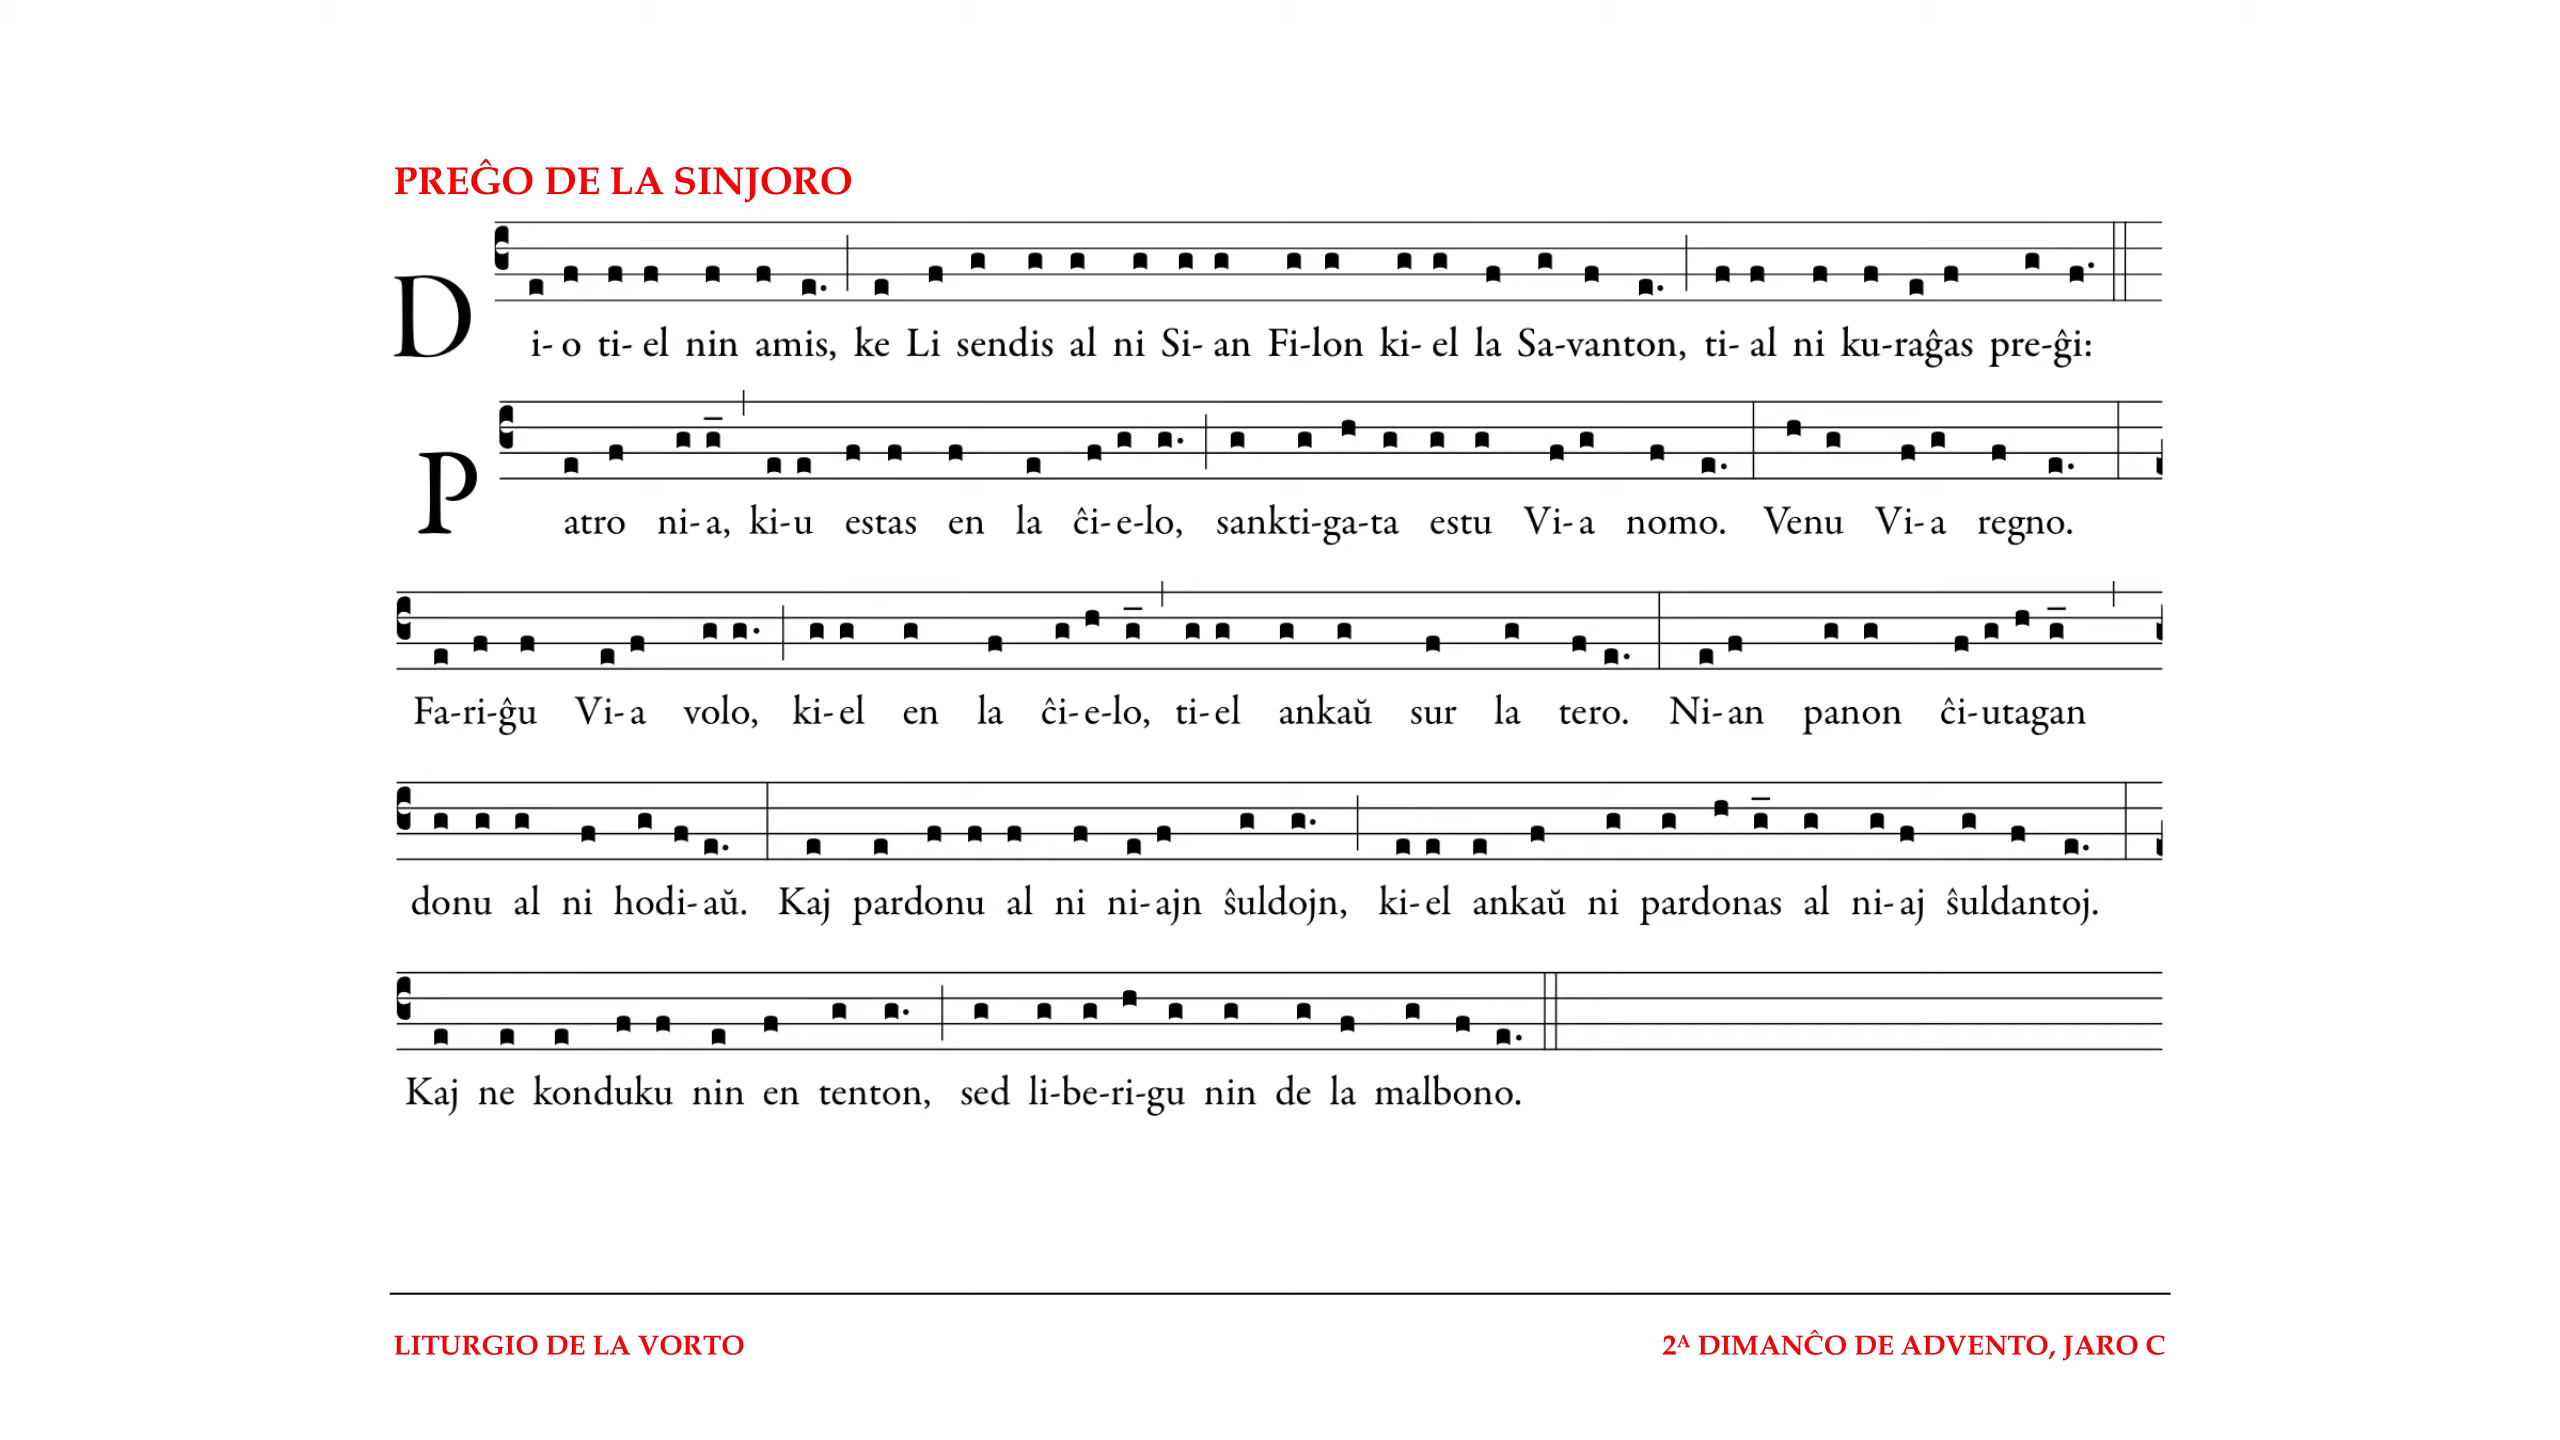 PREĜO DE LA SINJORO
Di-o ti-el nin amis, ke Li sendis al ni Si-an Fi-lon ki-el la Sa-vanton, ti-al ni ku-raĝas pre-ĝi:
Patro ni-a, ki-u estas en la ĉi-e-lo, sankti-ga-ta estu Vi-a nomo. Venu Vi-a regno.
Fa-ri-ĝu Vi-a volo, ki-el en la ĉi-e-lo, ti-el ankaŭ sur la tero. Ni-an panon ĉi-utagan
donu al ni hodi-aŭ. Kaj pardonu al ni ni-ajn ŝuldojn, ki-el ankaŭ ni pardonas al ni-aj ŝuldantoj.
Kaj ne konduku nin en tenton, sed li-be-ri-gu nin de la malbono.
LITURGIO DE LA VORTO
2ᴬ DIMANĈO DE ADVENTO, JARO C